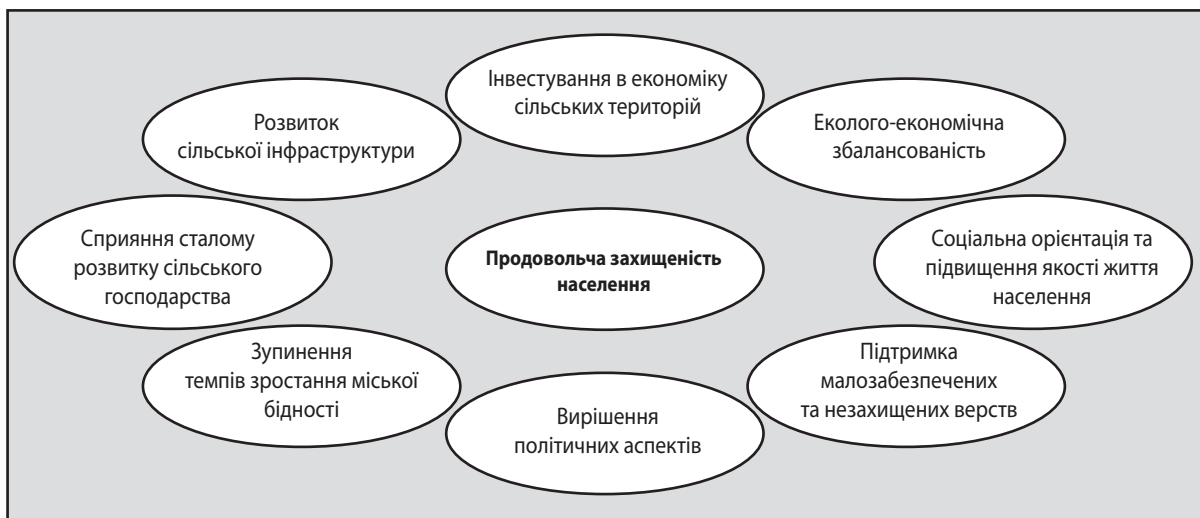 Інвестування в економіку
сільських територій
Розвиток
сільської інфраструктури
Еколого-економічна
збалансованість
Сприяння сталому
розвитку сільського
господарства
Продовольча захищеність
населення
Соціальна орієнтація та
підвищення якості життя
населення
Зупинення
темпів зростання міської
бідності
Підтримка
малозабезпечених
та незахищених верств
Вирішення
політичних аспектів